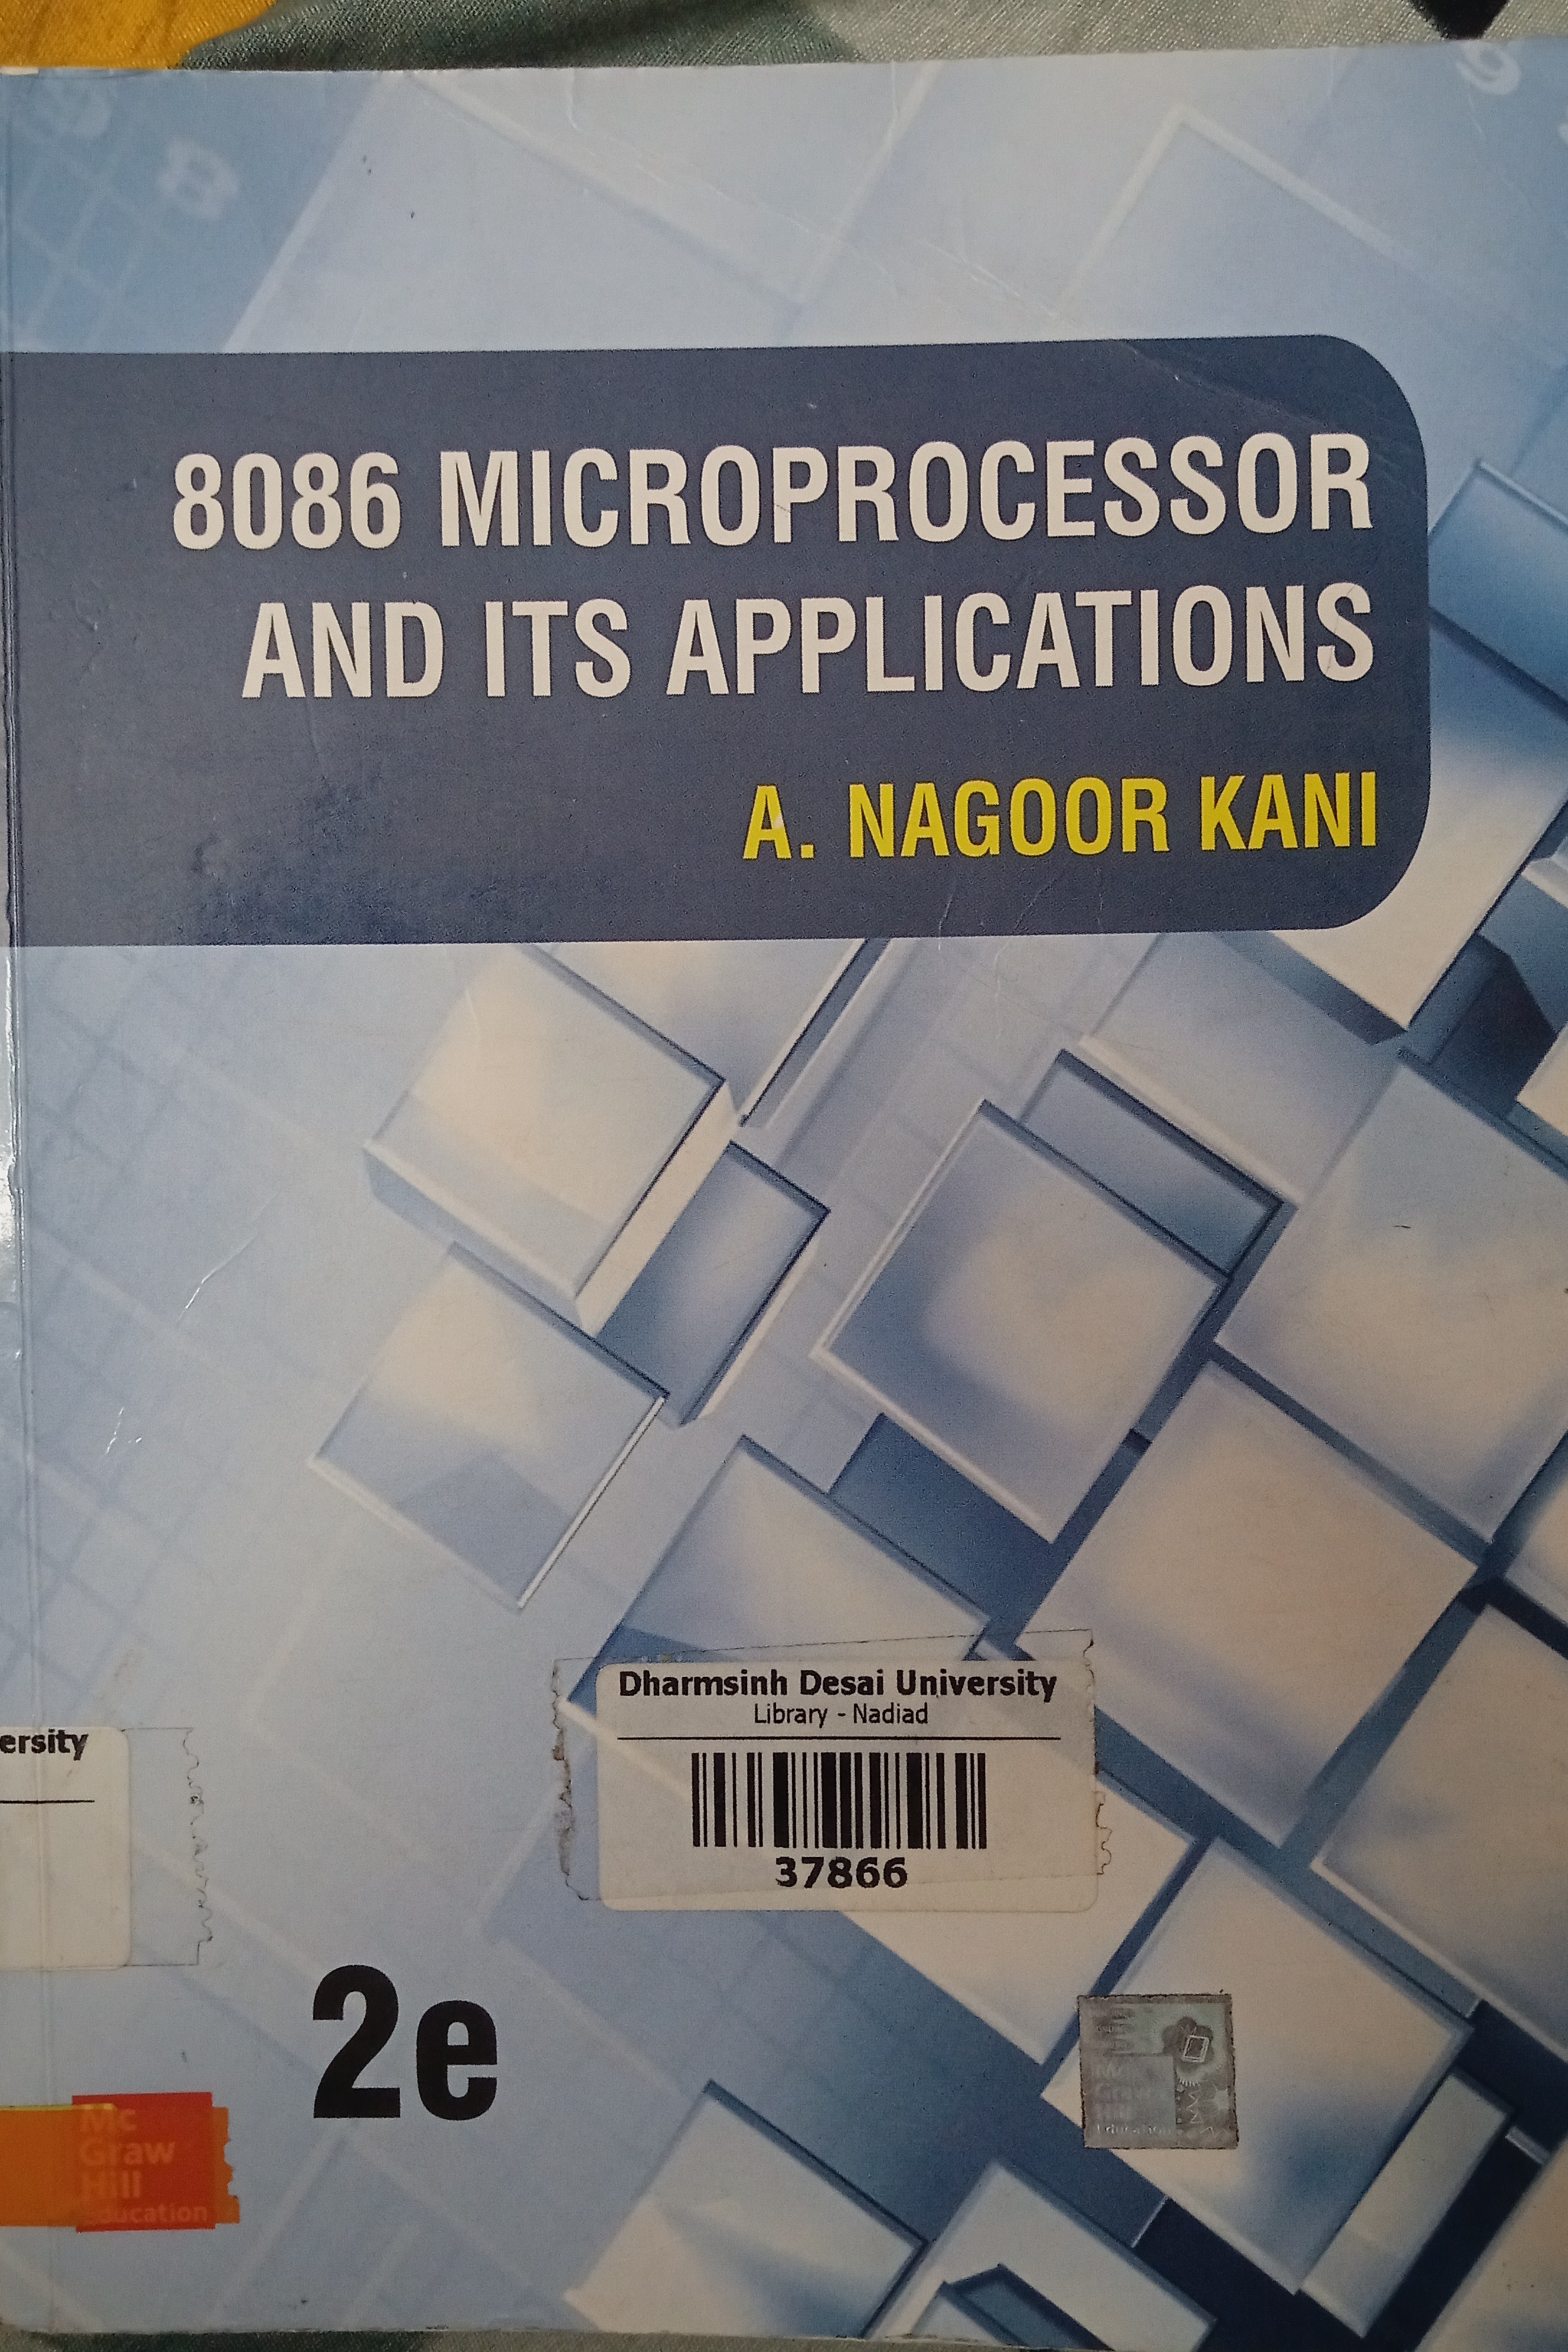 8086 MICROPROCESSOR
AND ITS APPLICATIONS
A. NAGOOR KANI
Dharmsinh Desai University
Library - Nadiad
37866
ersity
2e
Mc
Graw
Hill
Education